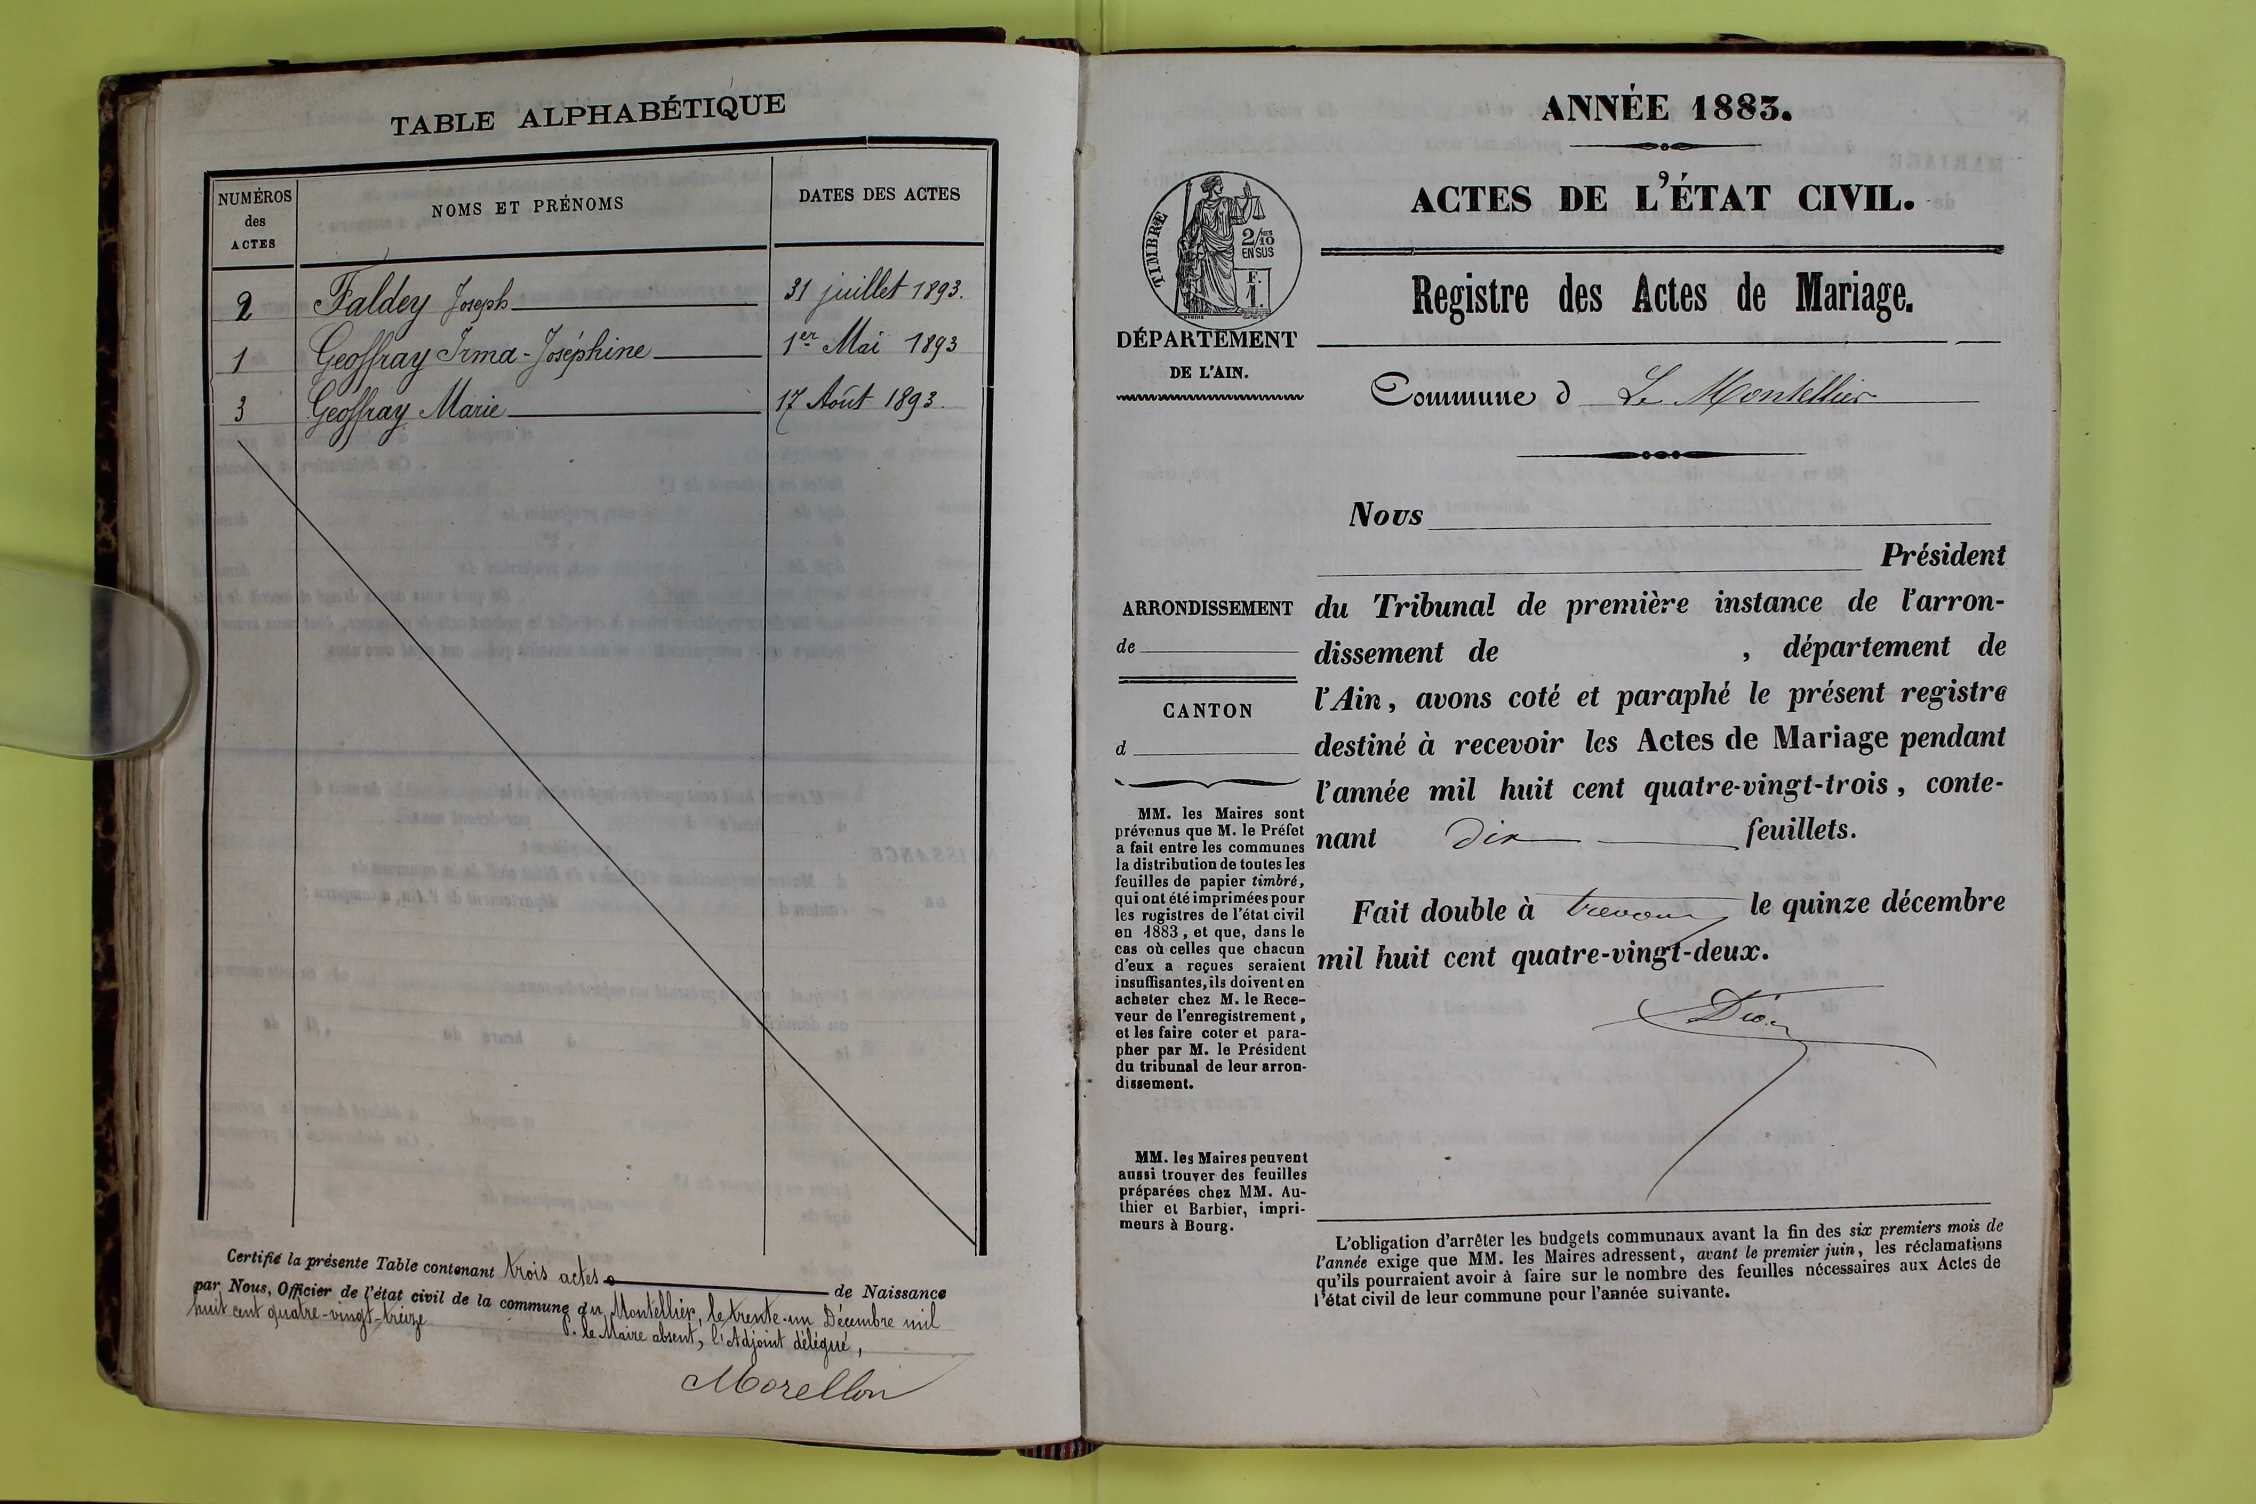 TABLE ALPHABÉTIQUE
NUMÉROS des ACTES
NOMS ET PRÉNOMS
DATES DES ACTES
2 Faldey Joseph 31 juillet 1893.
1 Geoffray Irma-Joséphine 1er Mai 1893
3 Geoffray Marie 17 Août 1893.
Certifié la présente Table contenant trois actes de Naissance
par Nous, Officier de l'état civil de la commune du Montellier, le trente-un Décembre mil
huit cent quatre-vingt-treize
P. le Maire absent, l'Adjoint délégué,
Morellon
ANNÉE 1883.
ACTES DE L'ÉTAT CIVIL.
TIMBRE
2/10 EN SUS
F.
1.
Registre des Actes de Mariage.
DÉPARTEMENT
DE L'AIN.
Commune d Le Montellier
Nous
Président
ARRONDISSEMENT
de
CANTON
d
du Tribunal de première instance de l'arron-
dissement de , département de
l'Ain, avons coté et paraphé le présent registre
destiné à recevoir les Actes de Mariage pendant
l'année mil huit cent quatre-vingt-trois, conte-
nant dix feuillets.
Fait double à trevoux le quinze décembre
mil huit cent quatre-vingt-deux.
MM. les Maires sont
prévenus que M. le Préfet
a fait entre les communes
la distribution de toutes les
feuilles de papier timbré,
qui ont été imprimées pour
les registres de l'état civil
en 1883, et que, dans le
cas où celles que chacun
d'eux a reçues seraient
insuffisantes, ils doivent en
acheter chez M. le Rece-
veur de l'enregistrement,
et les faire coter et para-
pher par M. le Président
du tribunal de leur arron-
dissement.
MM. les Maires peuvent
aussi trouver des feuilles
préparées chez MM. Au-
thier et Barbier, impri-
meurs à Bourg.
L'obligation d'arrêter les budgets communaux avant la fin des six premiers mois de
l'année exige que MM. les Maires adressent, avant le premier juin, les réclamations
qu'ils pourraient avoir à faire sur le nombre des feuilles nécessaires aux Actes de
l'état civil de leur commune pour l'année suivante.